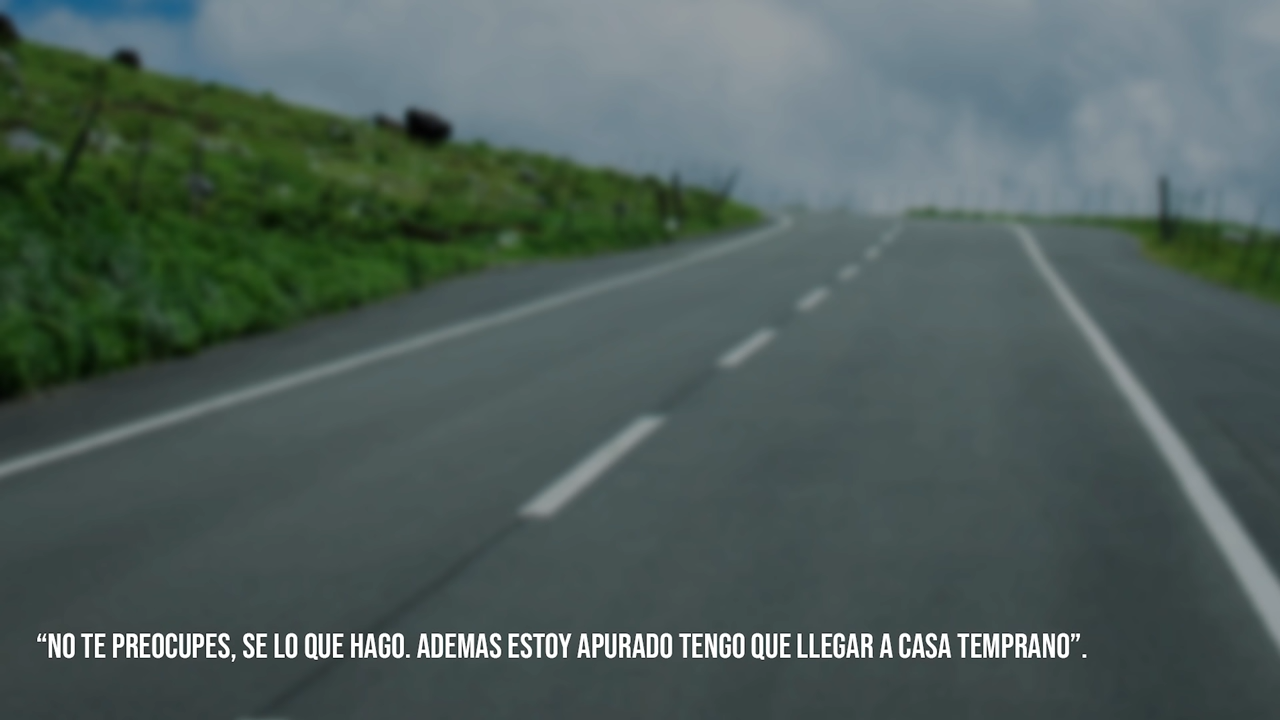 “NO TE PREOCUPES, SE LO QUE HAGO. ADEMAS ESTOY APURADO TENGO QUE LLEGAR A CASA TEMPRANO”.